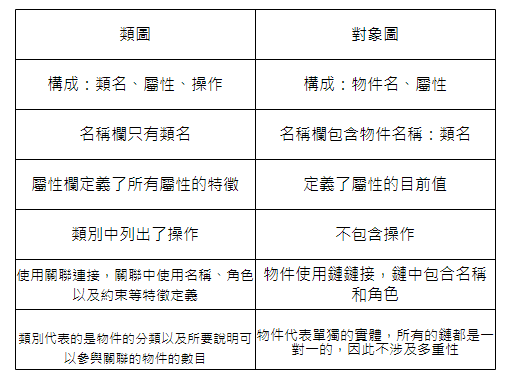 類圖
對象圖
構成：類名、屬性、操作
構成：物件名、屬性
名稱欄只有類名
名稱欄包含物件名稱：類名
屬性欄定義了所有屬性的特徵
定義了屬性的目前值
類別中列出了操作
不包含操作
使用關聯連接，關聯中使用名稱、角色
以及約束等特徵定義
物件使用鏈鏈接，鏈中包含名稱
和角色
類別代表的是物件的分類以及所要說明可
以參與關聯的物件的數目
物件代表單獨的實體，所有的鏈都是一
對一的，因此不涉及多重性